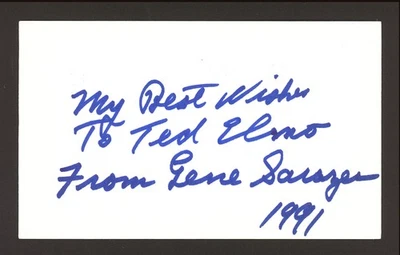 My Best Wishes
To Ted Elmo
From Gene Sarazen
1991